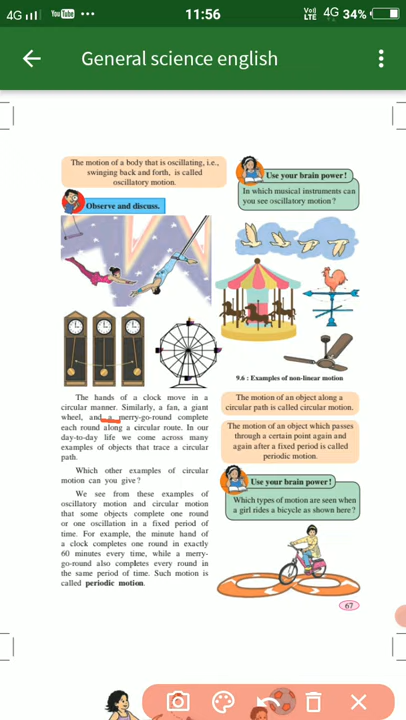 4G
YouTube
11:56
VoI)
LTE
4G 34%
General science english
The motion of a body that is oscillating, i.e.,
swinging back and forth, is called
oscillatory motion.
Observe and discuss.
Use your brain power !
In which musical instruments can
you see oscillatory motion ?
9.6 : Examples of non-linear motion
The hands of a clock move in a
circular manner. Similarly, a fan, a giant
wheel, and a merry-go-round complete
each round along a circular route. In our
day-to-day life we come across many
examples of objects that trace a circular
path.
Which other examples of circular
motion can you give?
We see from these examples of
oscillatory motion and circular motion
that some objects complete one round
or one oscillation in a fixed period of
time. For example, the minute hand of
a clock completes one round in exactly
60 minutes every time, while a merry-
go-round also completes every round in
the same period of time. Such motion is
called periodic motion.
The motion of an object along a
circular path is called circular motion.
The motion of an object which passes
through a certain point again and
again after a fixed period is called
periodic motion.
Use your brain power !
Which types of motion are seen when
a girl rides a bicycle as shown here ?
67